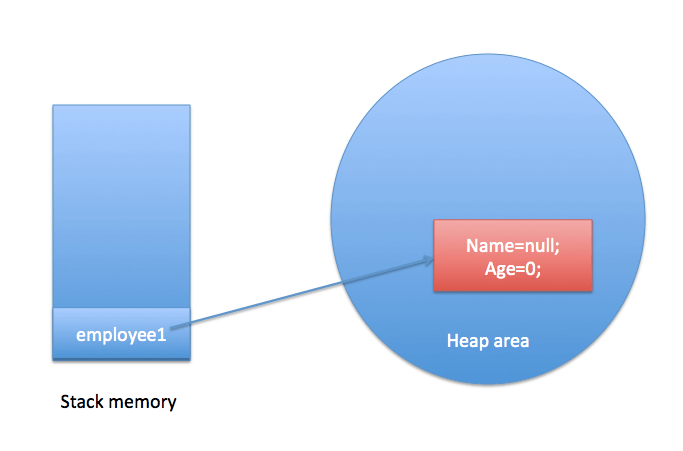 employee1
Stack memory
Name=null;
Age=0;
Heap area